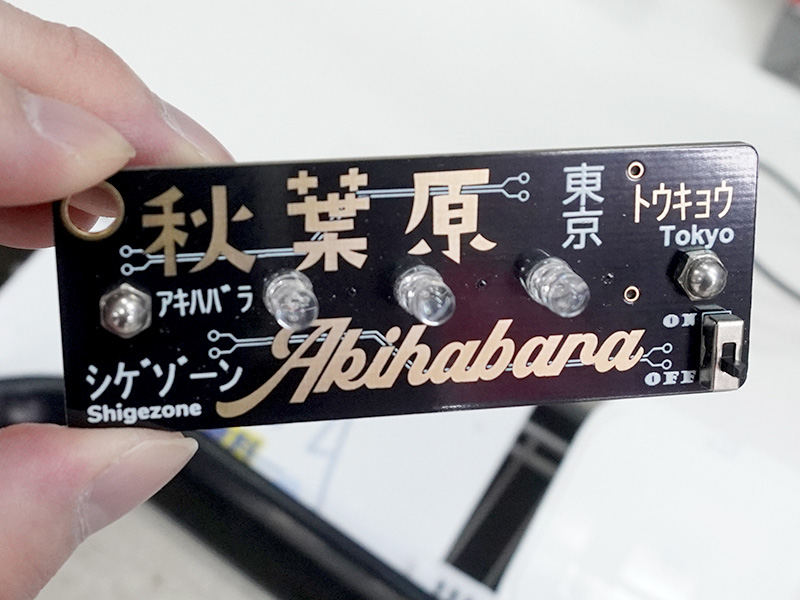 秋葉原
東京
トウキョウ
Tokyo
アキハバラ
Akihabara
シゲゾーン
Shigezone
ON
OFF